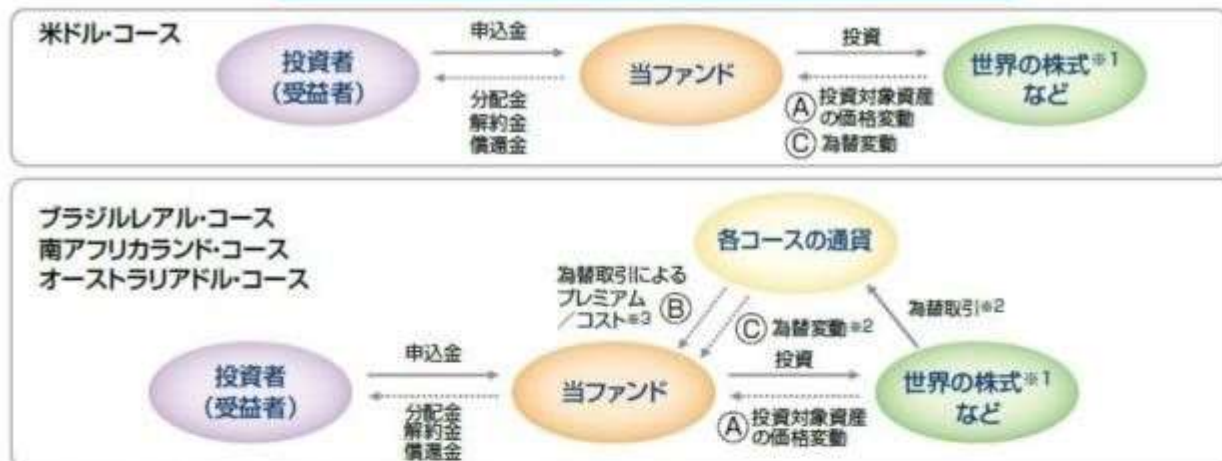 米ドル・コース
投資者
(受益者)
申込金
分配金
解約金
償還金
当ファンド
投資
Ⓐ 投資対象資産
の価格変動
Ⓒ 為替変動
世界の株式※1
など
ブラジルレアル・コース
南アフリカランド・コース
オーストラリアドル・コース
各コースの通貨
為替取引による
プレミアム
/コスト※3 Ⓑ
Ⓒ 為替変動※2
為替取引※2
投資者
(受益者)
申込金
分配金
解約金
償還金
当ファンド
投資
Ⓐ 投資対象資産
の価格変動
世界の株式※1
など